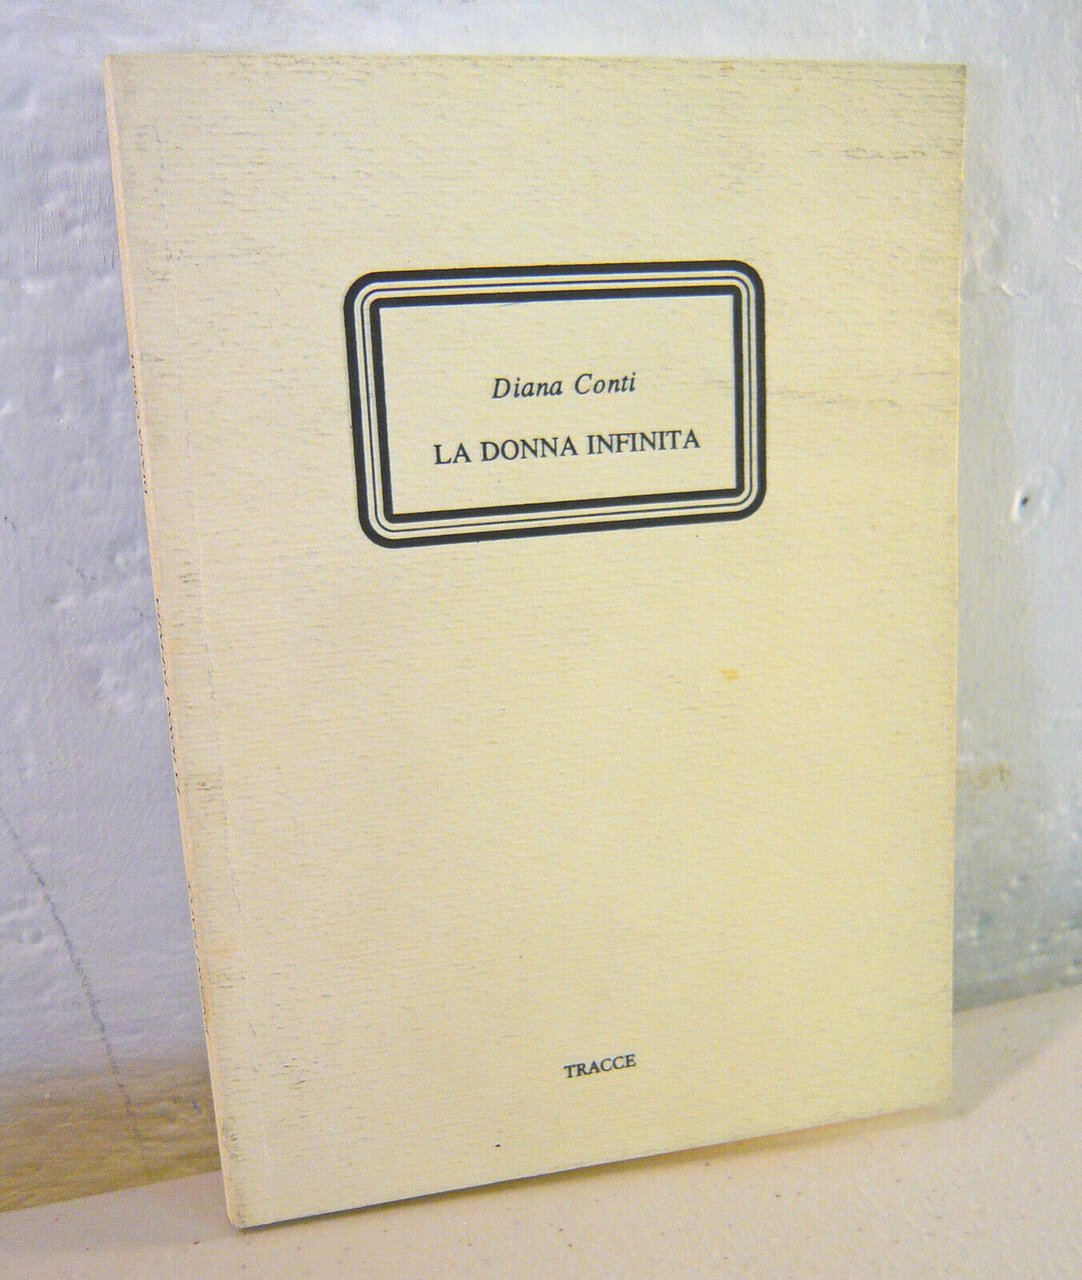 Diana Conti
LA DONNA INFINITA
TRACCE